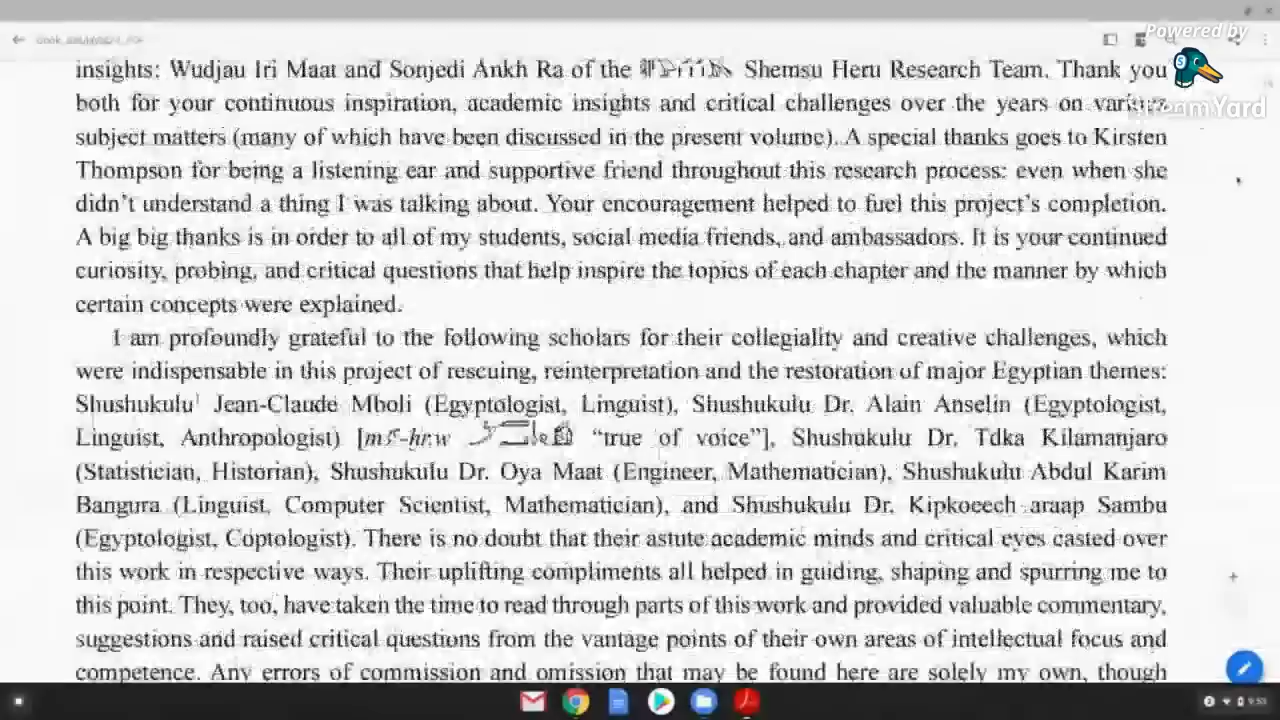 Powered by
StreamYard
insights: Wudjau Iri Maat and Sonjedi Ankh Ra of the Shemsu Heru Research Team. Thank you
both for your continuous inspiration, academic insights and critical challenges over the years on various
subject matters (many of which have been discussed in the present volume). A special thanks goes to Kirsten
Thompson for being a listening ear and supportive friend throughout this research process: even when she
didn't understand a thing I was talking about. Your encouragement helped to fuel this project's completion.
A big big thanks is in order to all of my students, social media friends, and ambassadors. It is your continued
curiosity, probing, and critical questions that help inspire the topics of each chapter and the manner by which
certain concepts were explained.
I am profoundly grateful to the following scholars for their collegiality and creative challenges, which
were indispensable in this project of rescuing, reinterpretation and the restoration of major Egyptian themes:
Shushukulu Jean-Claude Mboli (Egyptologist, Linguist), Shushukulu Dr. Alain Anselin (Egyptologist,
Linguist, Anthropologist) ["true of voice"], Shushukulu Dr. Tdka Kilamanjaro
(Statistician, Historian), Shushukulu Dr. Oya Maat (Engineer, Mathematician), Shushukulu Abdul Karim
Bangura (Linguist, Computer Scientist, Mathematician), and Shushukulu Dr. Kipkoeech araap Sambu
(Egyptologist, Coptologist). There is no doubt that their astute academic minds and critical eyes casted over
this work in respective ways. Their uplifting compliments all helped in guiding, shaping and spurring me to
this point. They, too, have taken the time to read through parts of this work and provided valuable commentary,
suggestions and raised critical questions from the vantage points of their own areas of intellectual focus and
competence. Any errors of commission and omission that may be found here are solely my own, though